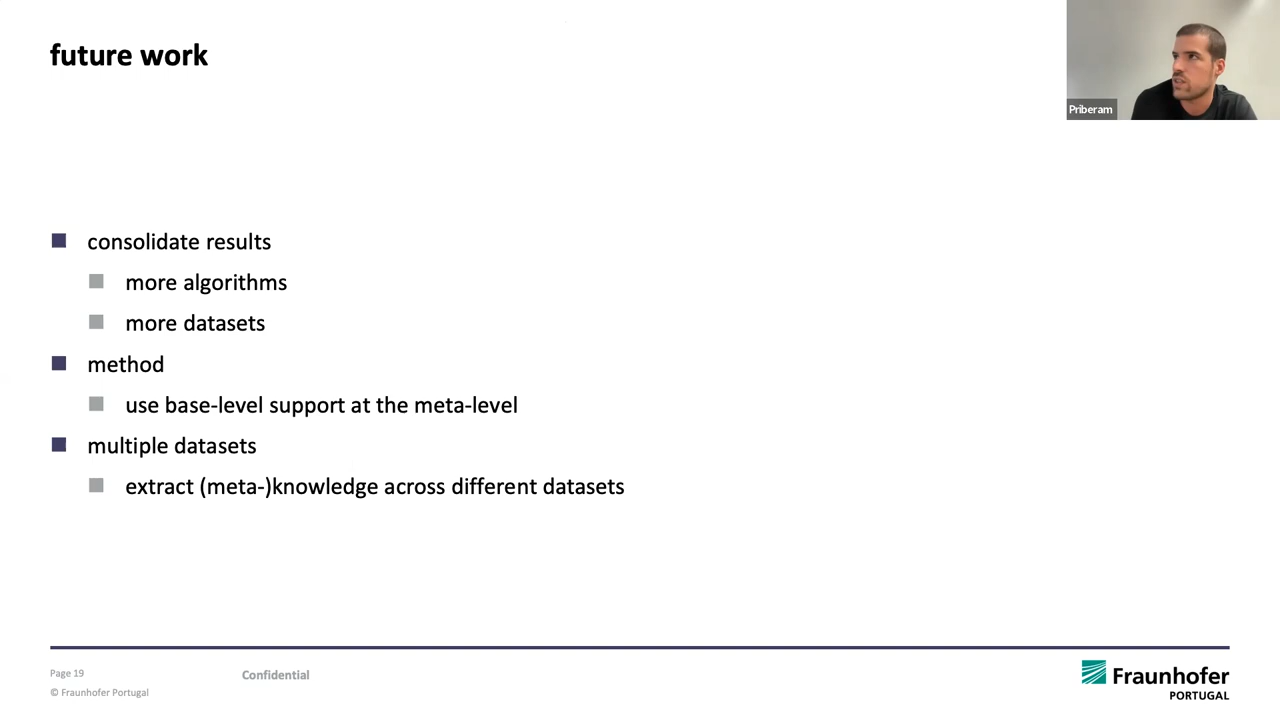 future work
Priberam
consolidate results
more algorithms
more datasets
method
use base-level support at the meta-level
multiple datasets
extract (meta-)knowledge across different datasets
Page 19
Confidential
© Fraunhofer Portugal
Fraunhofer
PORTUGAL